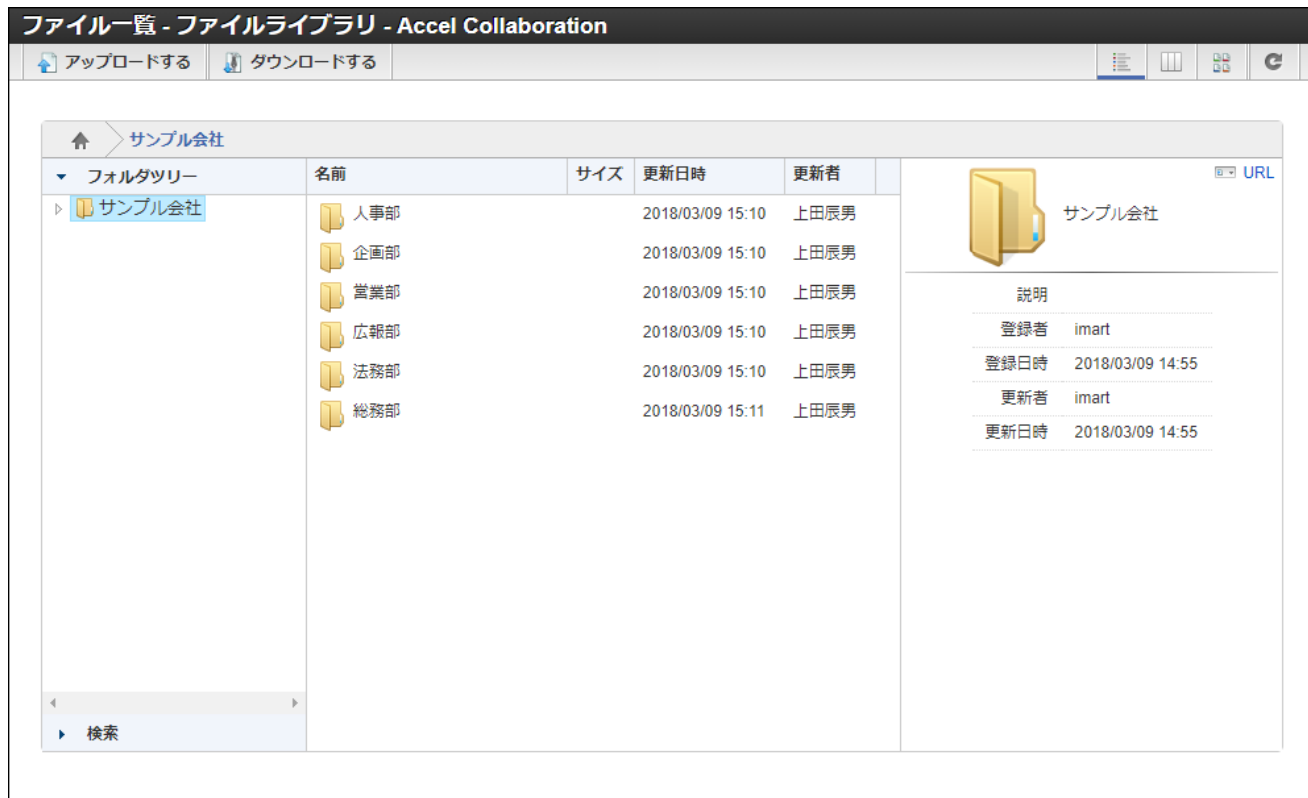 ファイル一覧 - ファイルライブラリ - Accel Collaboration
アップロードする ダウンロードする
サンプル会社
フォルダツリー 名前 サイズ 更新日時 更新者 URL
サンプル会社 人事部 2018/03/09 15:10 上田辰男 サンプル会社
企画部 2018/03/09 15:10 上田辰男
営業部 2018/03/09 15:10 上田辰男 説明
広報部 2018/03/09 15:10 上田辰男 登録者 imart
法務部 2018/03/09 15:10 上田辰男 登録日時 2018/03/09 14:55
総務部 2018/03/09 15:11 上田辰男 更新者 imart
更新日時 2018/03/09 14:55
検索